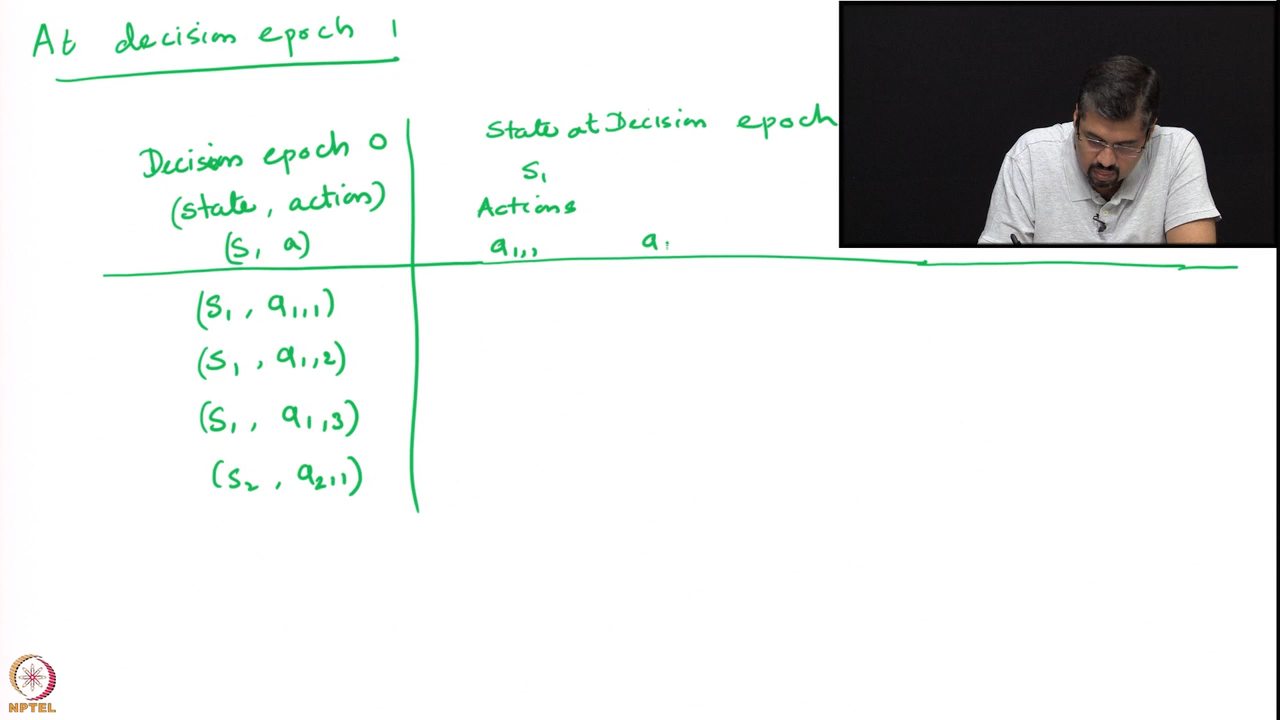 At decision epoch 1
Decision epoch 0
(state, action)
(s, a)
State at Decision epoch
s₁
Actions
a₁,₁ a₁
(s₁, a₁,₁)
(s₁, a₁,₂)
(s₁, a₁,₃)
(s₂, a₂,₁)
NPTEL